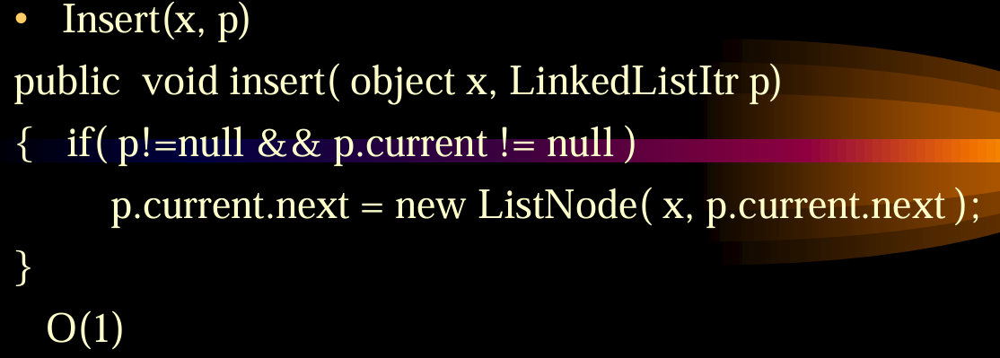 • Insert(x, p)
public  void insert( object x, LinkedListItr p)
{   if( p!=null && p.current != null )
p.current.next = new ListNode( x, p.current.next );
}
O(1)